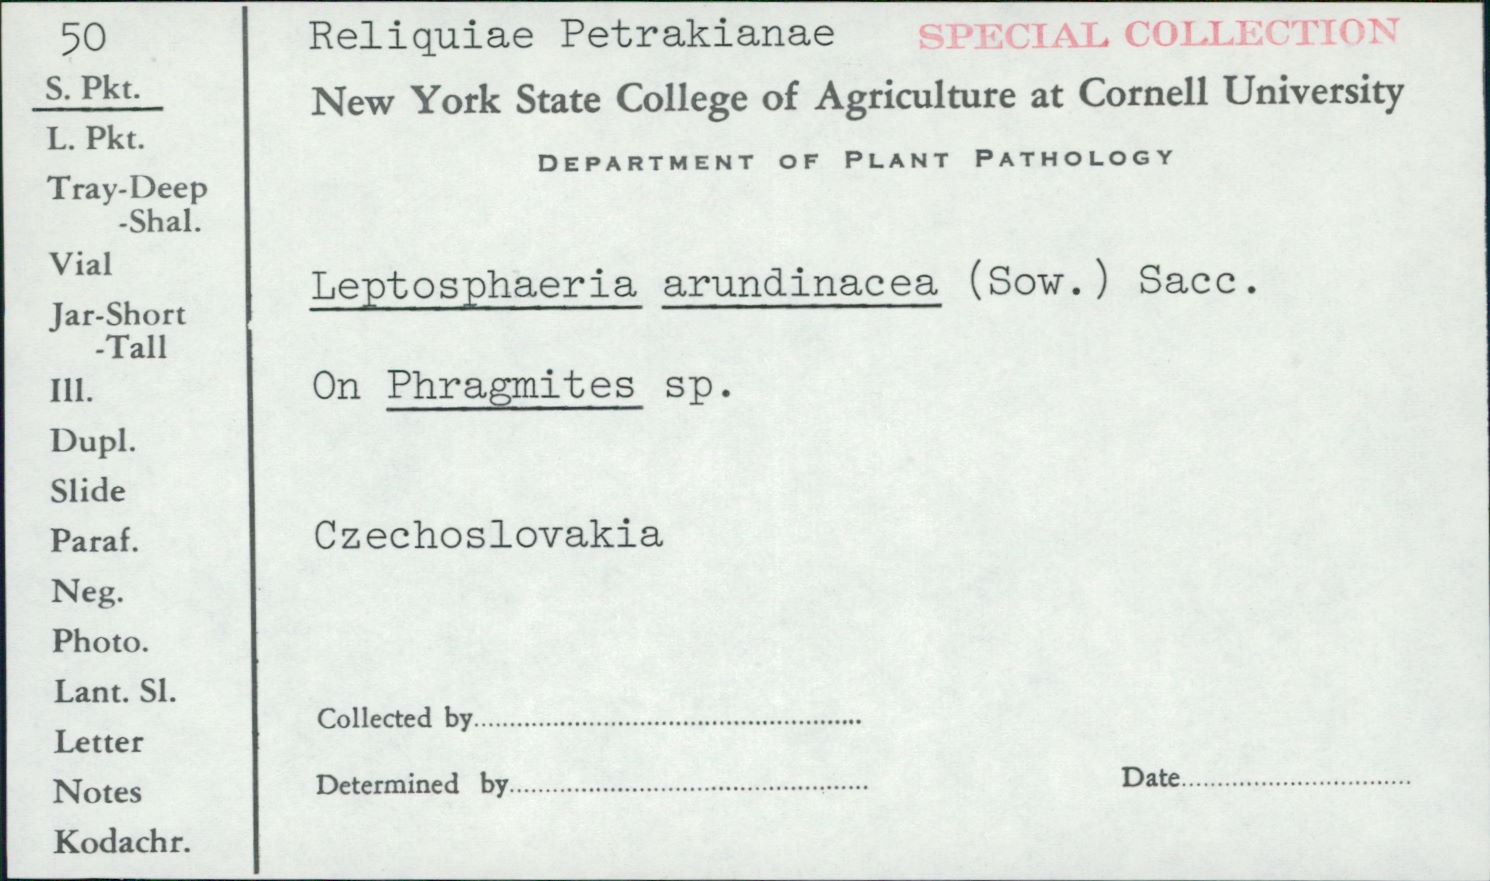 50
S. Pkt.
L. Pkt.
Tray-Deep
-Shal.
Vial
Jar-Short
-Tall
Ill.
Dupl.
Slide
Paraf.
Neg.
Photo.
Lant. Sl.
Letter
Notes
Kodachr.
Reliquiae Petrakianae SPECIAL COLLECTION
New York State College of Agriculture at Cornell University
DEPARTMENT OF PLANT PATHOLOGY
Leptosphaeria arundinacea (Sow.) Sacc.
On Phragmites sp.
Czechoslovakia
Collected by
Determined by
Date